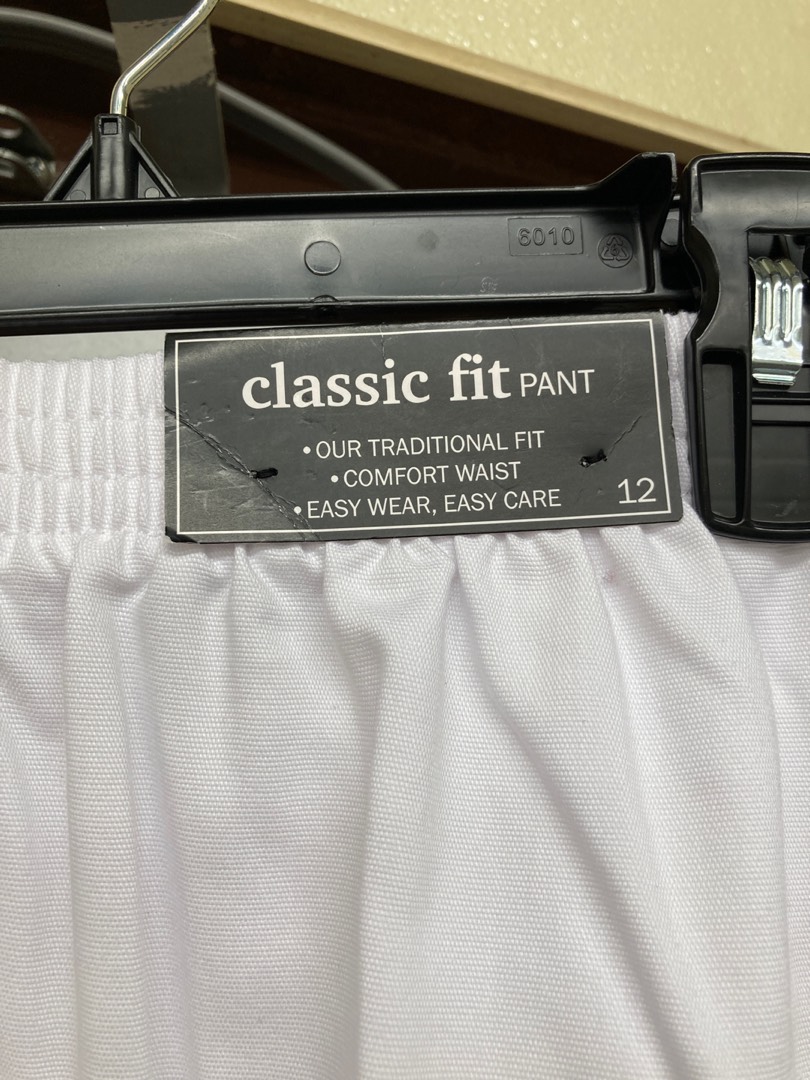 6010
classic fit PANT
• OUR TRADITIONAL FIT
• COMFORT WAIST
• EASY WEAR, EASY CARE
12